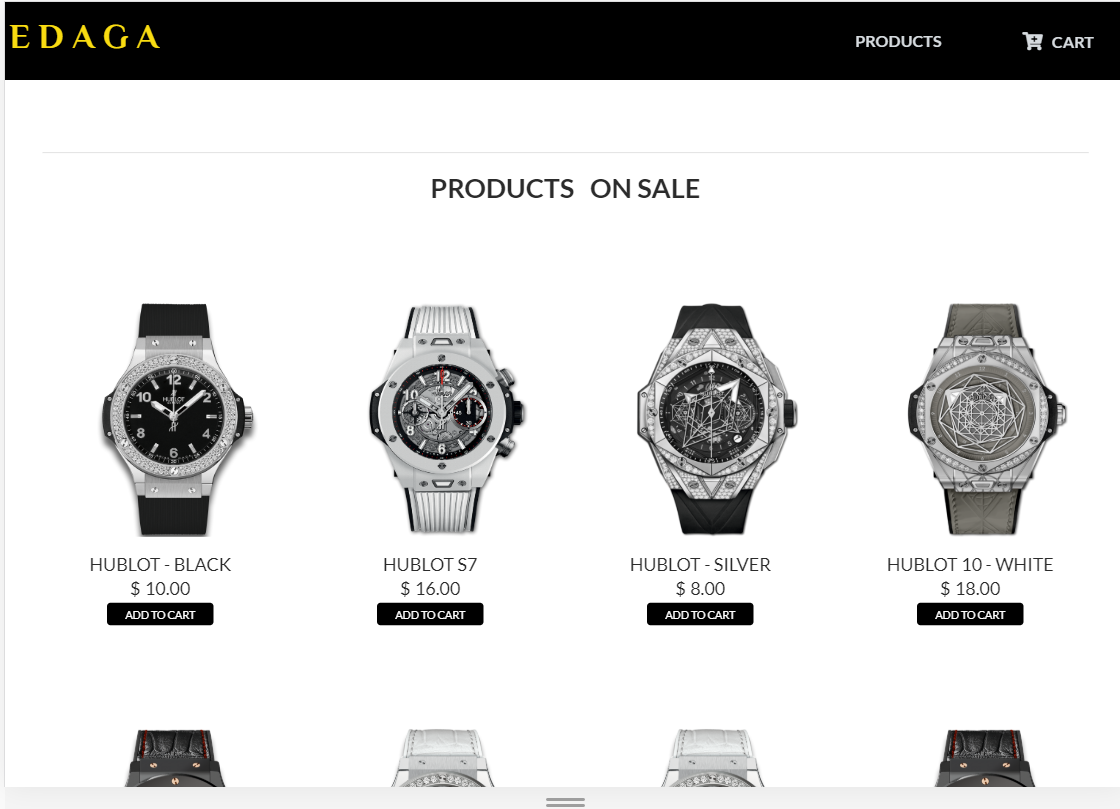 EDAGA
PRODUCTS
CART
PRODUCTS ON SALE
HUBLOT - BLACK
$ 10.00
ADD TO CART
HUBLOT S7
$ 16.00
ADD TO CART
HUBLOT - SILVER
$ 8.00
ADD TO CART
HUBLOT 10 - WHITE
$ 18.00
ADD TO CART